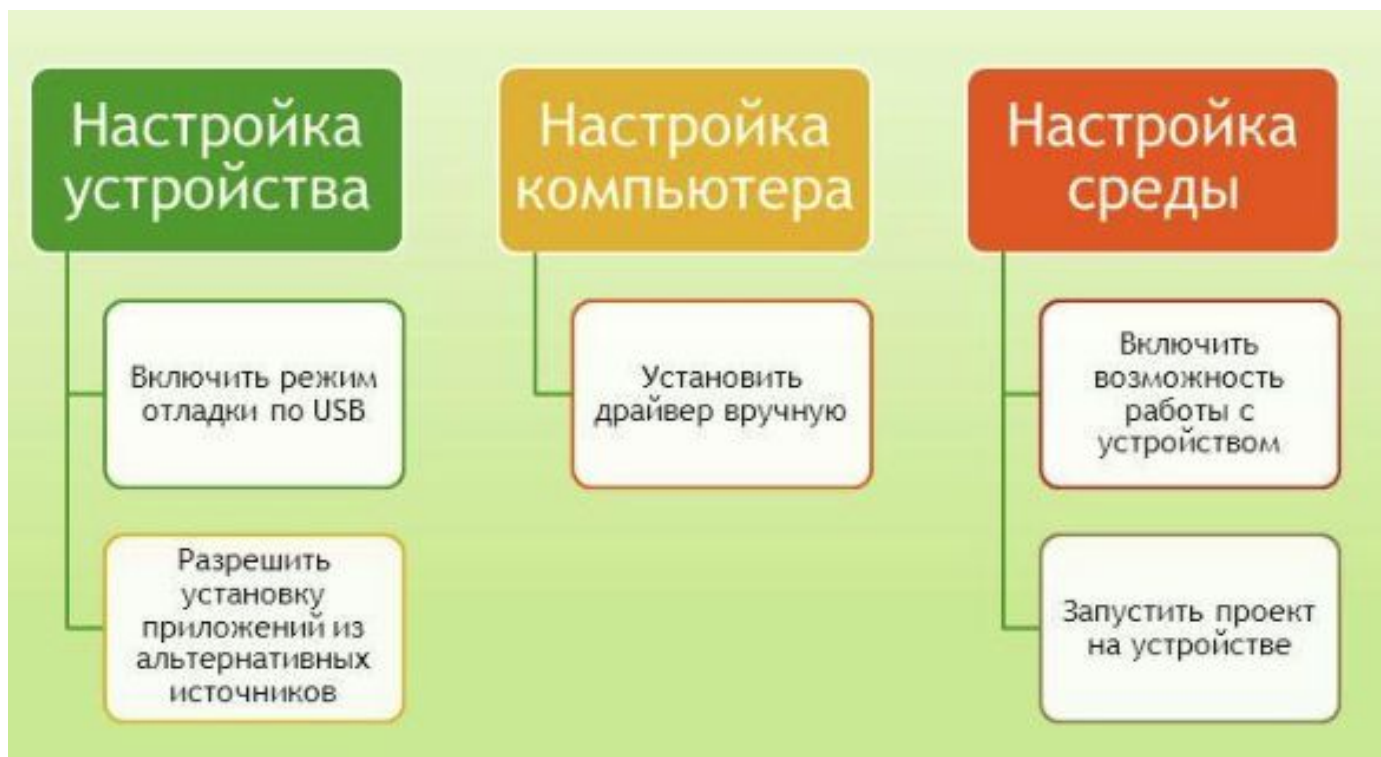 Настройка
устройства
Включить режим
отладки по USB
Разрешить
установку
приложений из
альтернативных
источников
Настройка
компьютера
Установить
драйвер вручную
Настройка
среды
Включить
возможность
работы с
устройством
Запустить проект
на устройстве